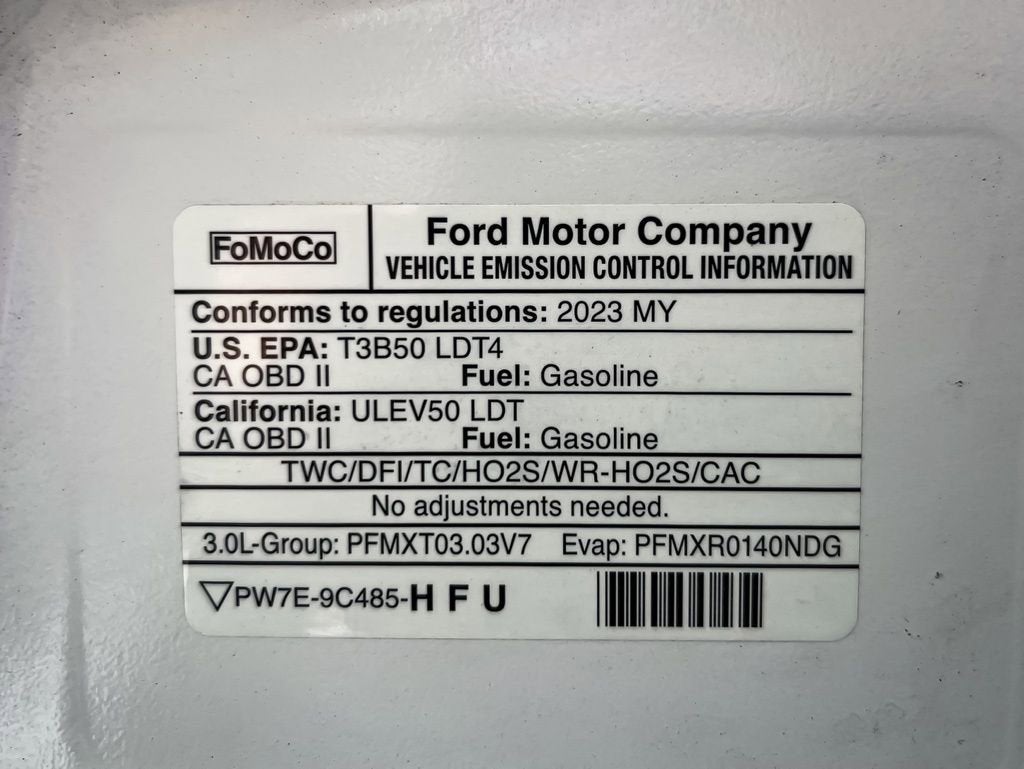 FoMoCo
Ford Motor Company
VEHICLE EMISSION CONTROL INFORMATION
Conforms to regulations: 2023 MY
U.S. EPA: T3B50 LDT4
CA OBD II Fuel: Gasoline
California: ULEV50 LDT
CA OBD II Fuel: Gasoline
TWC/DFI/TC/HO2S/WR-HO2S/CAC
No adjustments needed.
3.0L-Group: PFMXT03.03V7 Evap: PFMXR0140NDG
▽PW7E-9C485-H F U